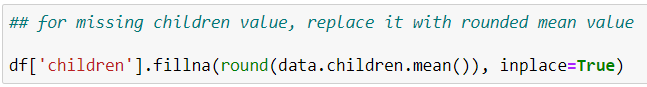 ## for missing children value, replace it with rounded mean value
df['children'].fillna(round(data.children.mean()), inplace=True)